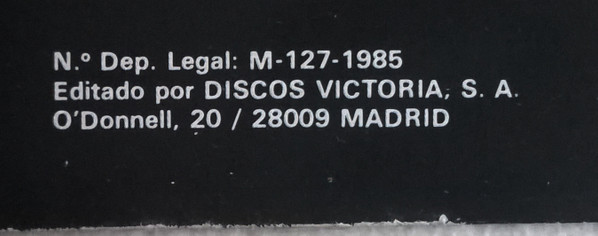 N.º Dep. Legal: M-127-1985
Editado por DISCOS VICTORIA, S. A.
O'Donnell, 20 / 28009 MADRID